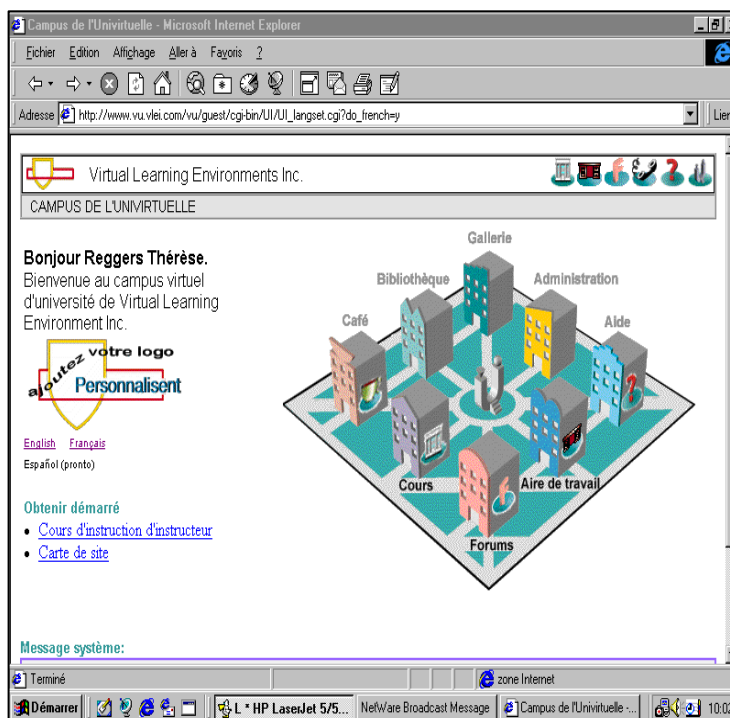 Campus de l'Univirtuelle - Microsoft Internet Explorer
Fichier Edition Affichage Aller à Favoris ?
Adresse http://www.vu.vlei.com/vu/guest/cgi-bin/UI/UI_langset.cgi?do_french=y Lien
Virtual Learning Environments Inc.
CAMPUS DE L'UNIVIRTUELLE
Bonjour Reggers Thérèse.
Bienvenue au campus virtuel
d'université de Virtual Learning
Environment Inc.
ajoutez votre logo
Personnalisent
English Français
Español (pronto)
Obtenir démarré
• Cours d'instruction d'instructeur
• Carte de site
Gallerie
Bibliothèque
Administration
Café
Aide
Cours
Aire de travail
Forums
Message système:
Terminé
zone Internet
Démarrer
L * HP LaserJet 5/5...
NetWare Broadcast Message
Campus de l'Univirtuelle -...
10:02